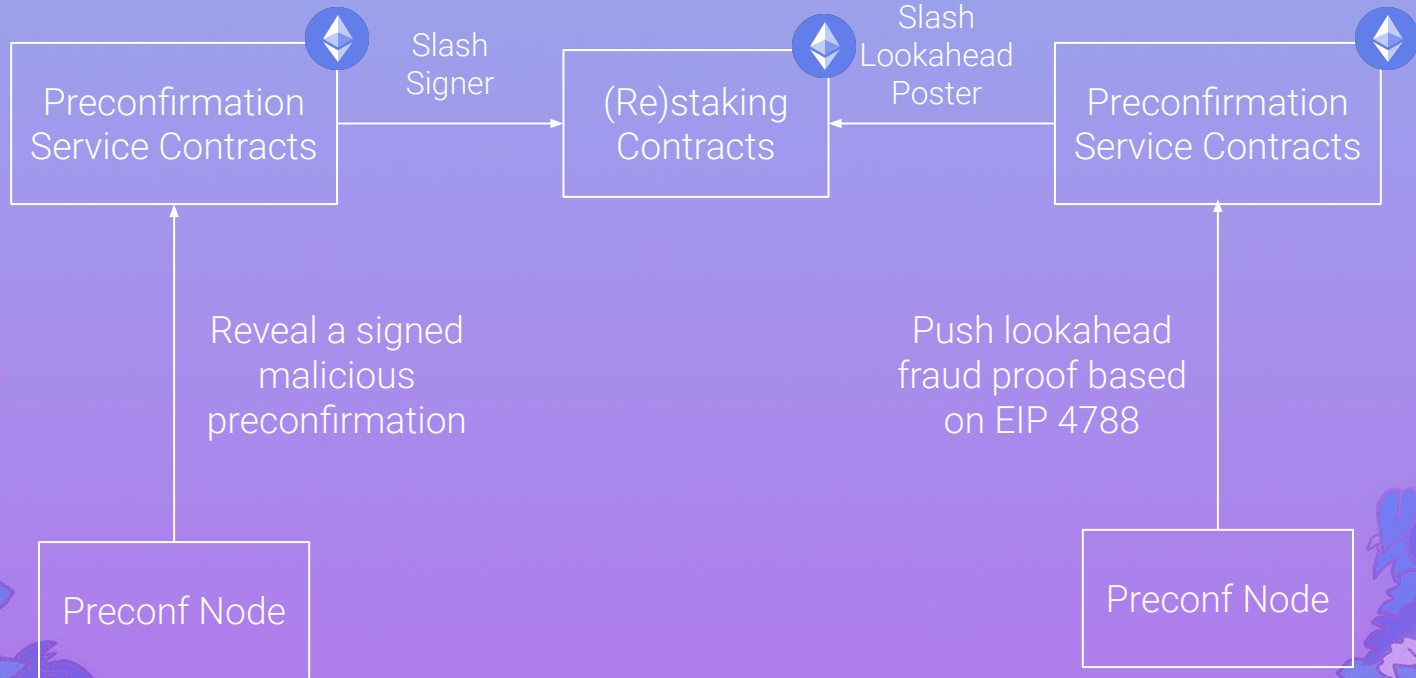 Preconfirmation
Service Contracts
Slash
Signer
(Re)staking
Contracts
Slash
Lookahead
Poster
Preconfirmation
Service Contracts
Reveal a signed
malicious
preconfirmation
Push lookahead
fraud proof based
on EIP 4788
Preconf Node
Preconf Node